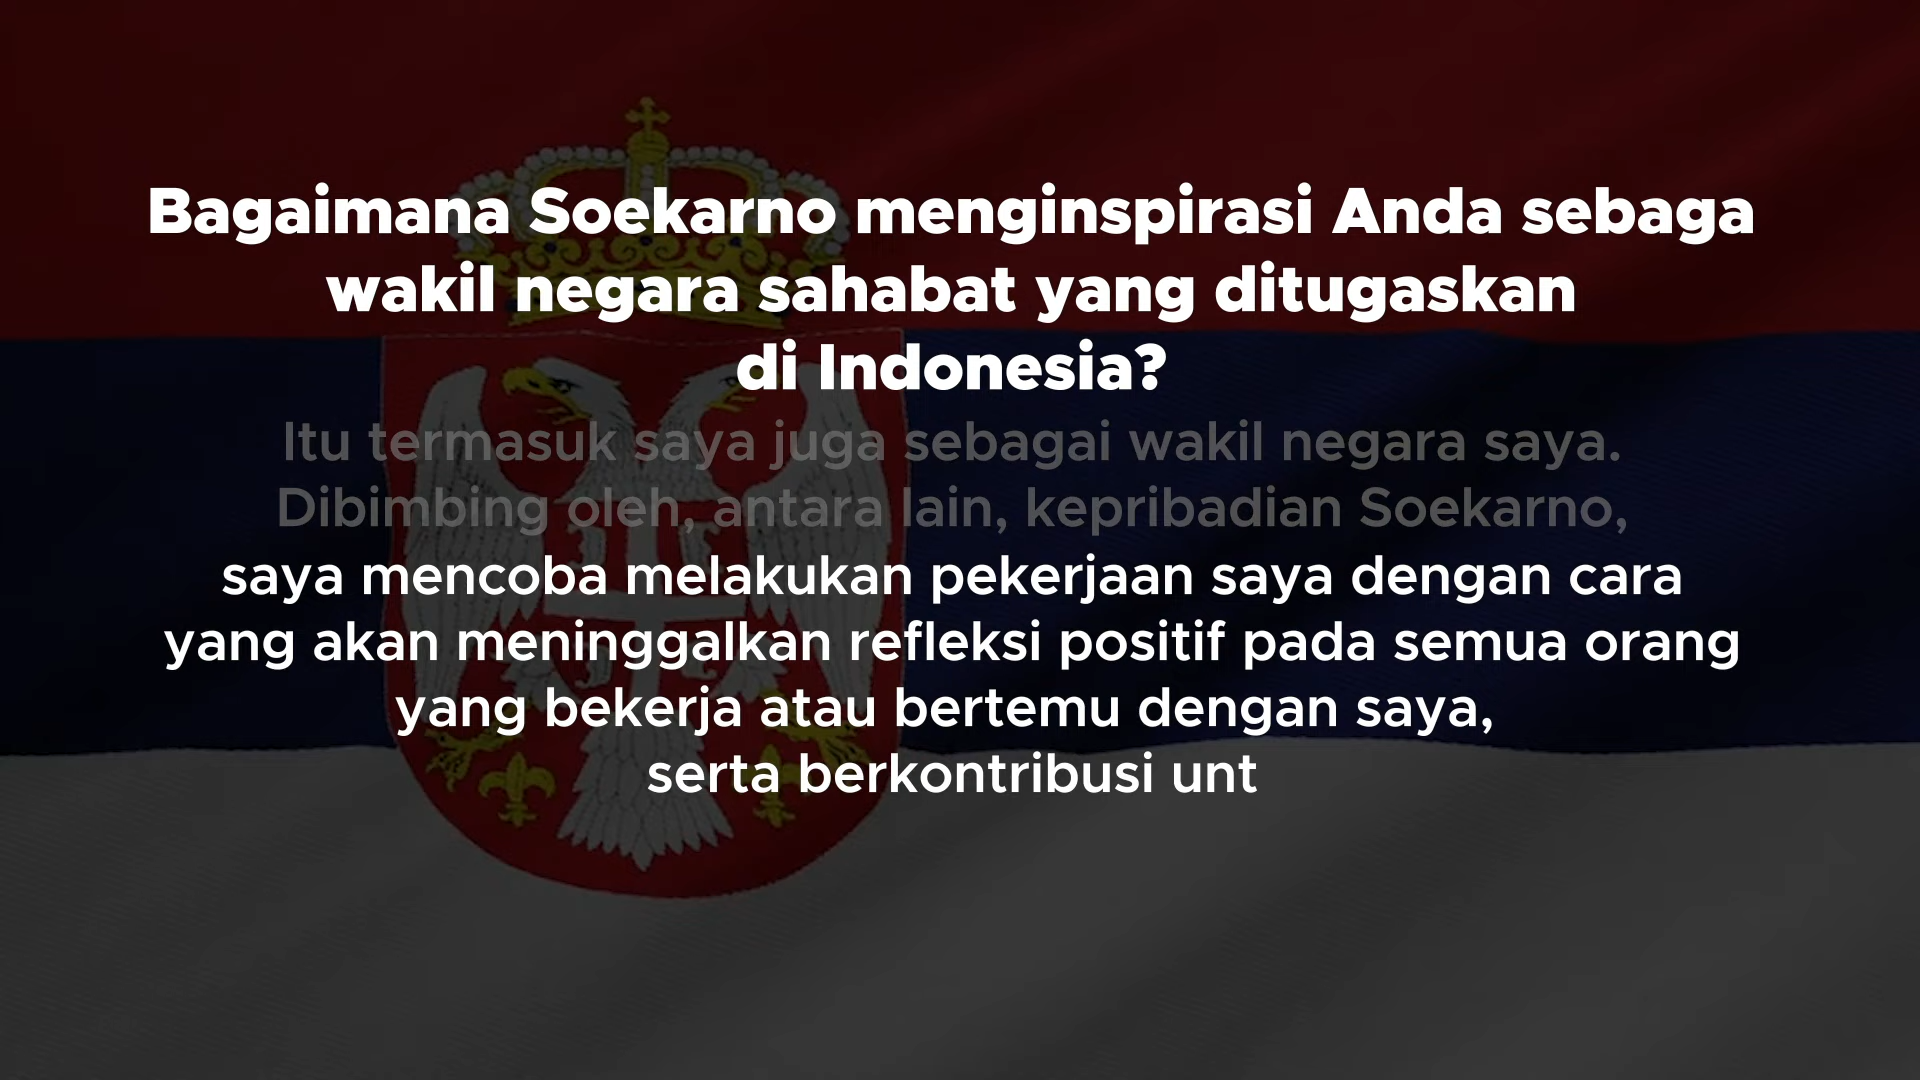 Bagaimana Soekarno menginspirasi Anda sebaga
wakil negara sahabat yang ditugaskan
di Indonesia?
Itu termasuk saya juga sebagai wakil negara saya.
Dibimbing oleh, antara lain, kepribadian Soekarno,
saya mencoba melakukan pekerjaan saya dengan cara
yang akan meninggalkan refleksi positif pada semua orang
yang bekerja atau bertemu dengan saya,
serta berkontribusi unt